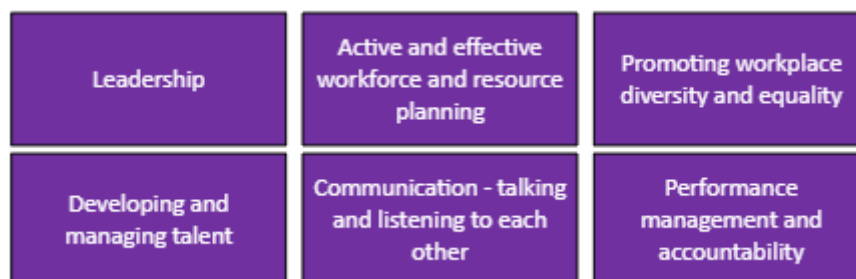 Leadership
Active and effective
workforce and resource
planning
Promoting workplace
diversity and equality
Developing and
managing talent
Communication - talking
and listening to each
other
Performance
management and
accountability